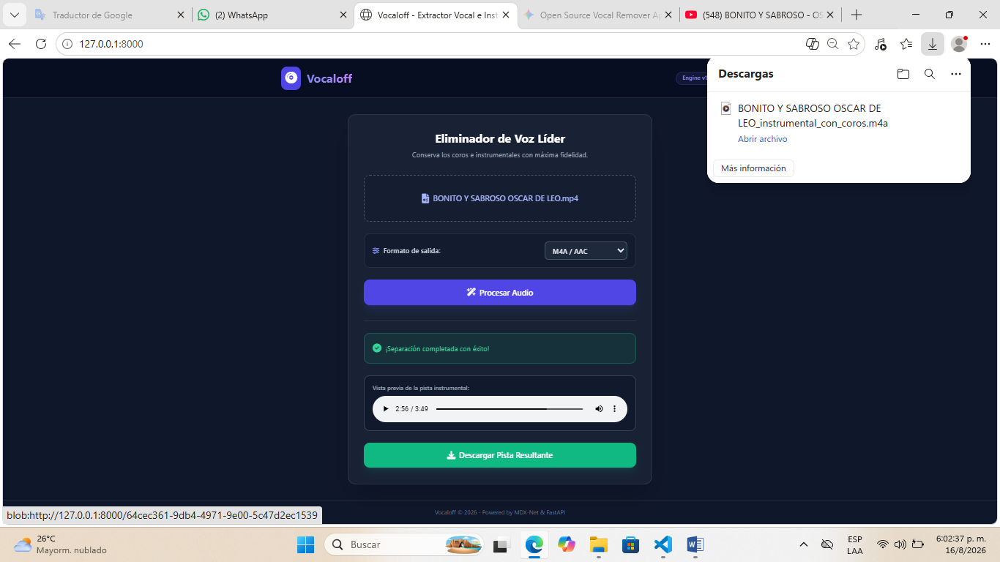 Traductor de Google
(2) WhatsApp
Vocaloff - Extractor Vocal e Inst
Open Source Vocal Remover Ap
(548) BONITO Y SABROSO - OS
127.0.0.1:8000
Vocaloff
Engine v1
Descargas
BONITO Y SABROSO OSCAR DE
LEO_instrumental_con_coros.m4a
Abrir archivo
Más información
Eliminador de Voz Líder
Conserva los coros e instrumentales con máxima fidelidad.
BONITO Y SABROSO OSCAR DE LEO.mp4
Formato de salida:
M4A / AAC
Procesar Audio
¡Separación completada con éxito!
Vista previa de la pista instrumental:
2:56 / 3:49
Descargar Pista Resultante
Vocaloff © 2026 - Powered by MDX-Net & FastAPI
blob:http://127.0.0.1:8000/64cec361-9db4-4971-9e00-5c47d2ec1539
26°C
Mayorm. nublado
Buscar
ESP
LAA
6:02:37 p. m.
16/8/2026